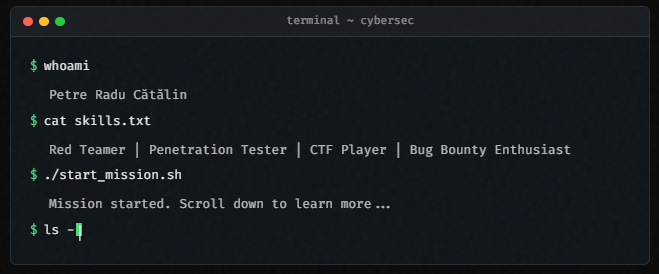 terminal ~ cybersec
$ whoami
Petre Radu Cătălin
$ cat skills.txt
Red Teamer | Penetration Tester | CTF Player | Bug Bounty Enthusiast
$ ./start_mission.sh
Mission started. Scroll down to learn more...
$ ls -